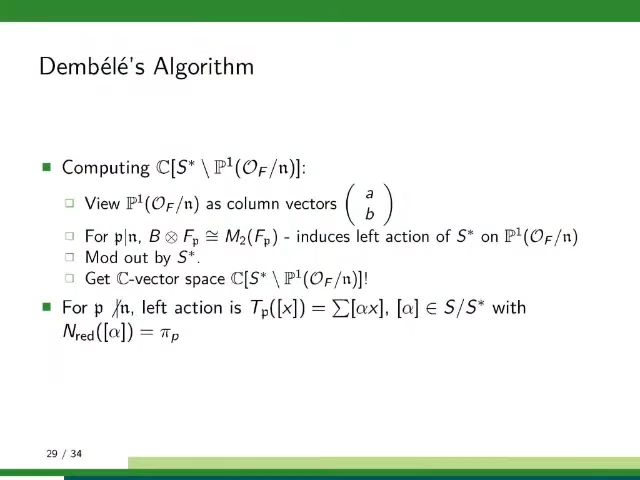 Dembélé's Algorithm
Computing ℂ[S* \ ℙ¹(𝒪_F/𝔫)]:
View ℙ¹(𝒪_F/𝔫) as column vectors ( a b )
For 𝔭|𝔫, B ⊗ F_𝔭 ≅ M₂(F_𝔭) - induces left action of S* on ℙ¹(𝒪_F/𝔫)
Mod out by S*.
Get ℂ-vector space ℂ[S* \ ℙ¹(𝒪_F/𝔫)]!
For 𝔭 ∤𝔫, left action is T_𝔭([x]) = ∑[αx], [α] ∈ S/S* with
N_red([α]) = π_p
29 / 34